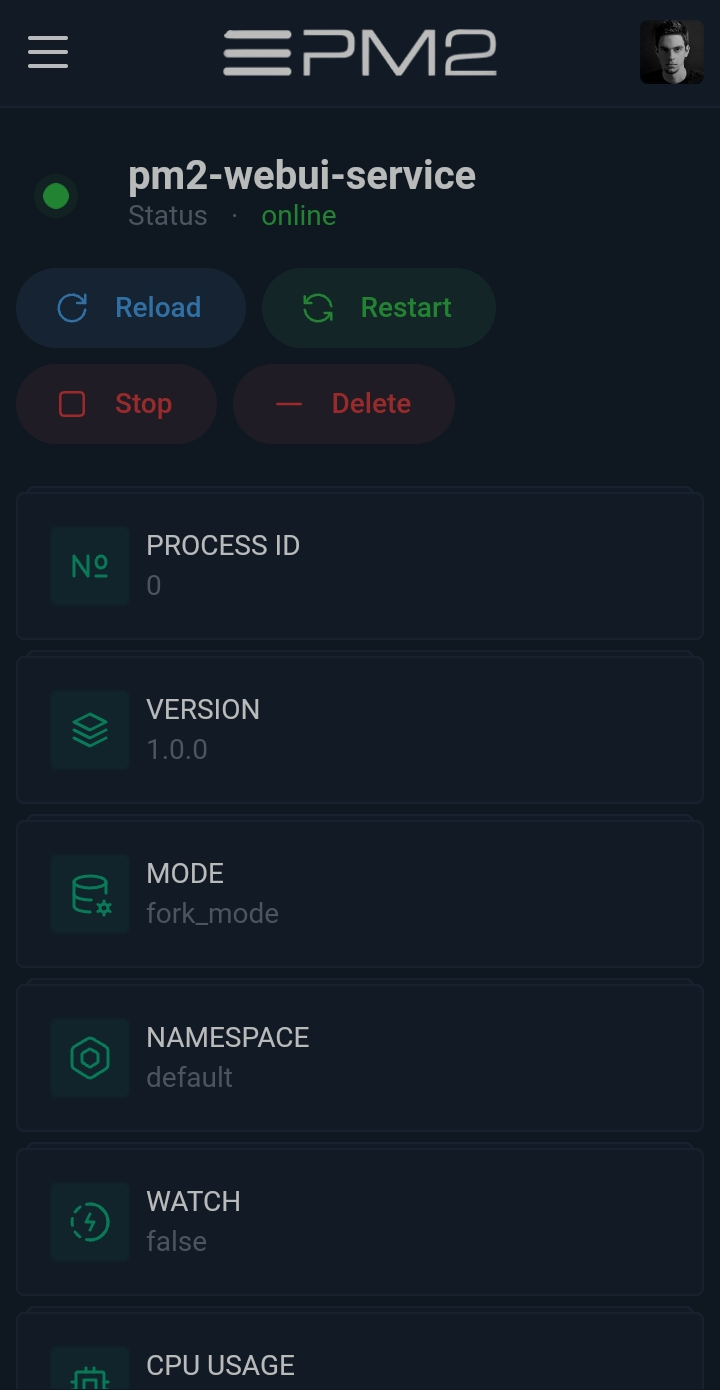 PM2
pm2-webui-service
Status · online
Reload Restart
Stop Delete
Nº
PROCESS ID
0
VERSION
1.0.0
MODE
fork_mode
NAMESPACE
default
WATCH
false
CPU USAGE